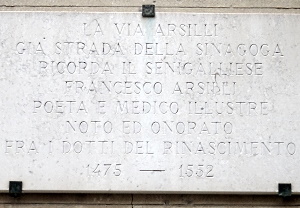 LA VIA ARSILLI
GIÀ STRADA DELLA SINAGOGA
RICORDA IL SENIGALLIESE
FRANCESCO ARSILLI
POETA E MEDICO ILLUSTRE
NOTO ED ONORATO
FRA I DOTTI DEL RINASCIMENTO
1475 — 1552